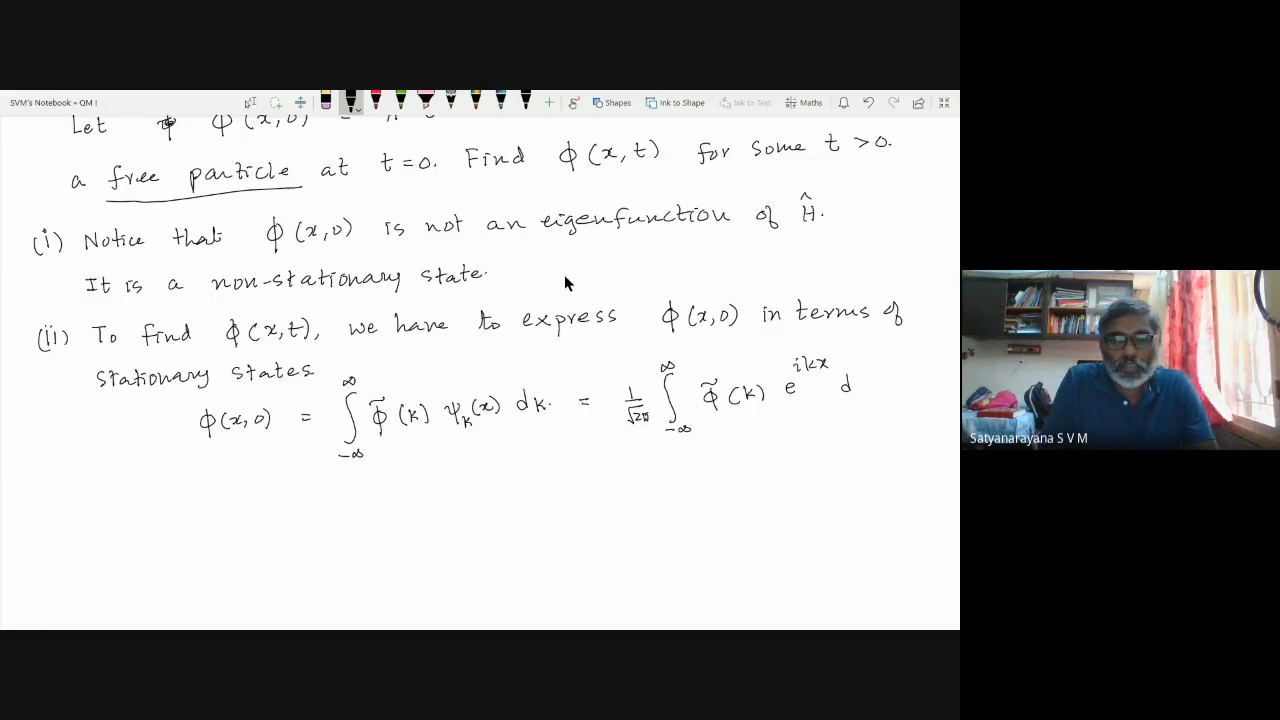 SVM's Notebook » QM I
Shapes Ink to Shape Ink to Text Maths
Let ϕ(x,0)
a free particle at t=0. Find ϕ(x,t) for some t>0.
(i) Notice that ϕ(x,0) is not an eigenfunction of Ĥ.
It is a non-stationary state.
(ii) To find ϕ(x,t), we have to express ϕ(x,0) in terms of
stationary states
ϕ(x,0) = ∫_{-∞}^{∞} ϕ̃(k) ψ_k(x) dk. = 1/√2π ∫_{-∞}^{∞} ϕ̃(k) e^{ikx} d
Satyanarayana S V M